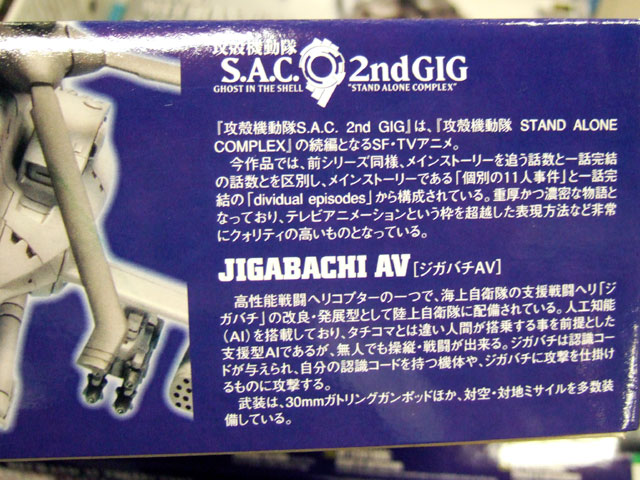 攻殻機動隊
S.A.C. 2ndGIG
GHOST IN THE SHELL "STAND ALONE COMPLEX"
『攻殻機動隊S.A.C. 2nd GIG』は、『攻殻機動隊 STAND ALONE
COMPLEX』の続編となるSF・TVアニメ。
今作品では、前シリーズ同様、メインストーリーを追う話数と一話完結
の話数とを区別し、メインストーリーである「個別の11人事件」と一話完
結の「dividual episodes」から構成されている。重厚かつ濃密な物語と
なっており、テレビアニメーションという枠を超越した表現方法など非常
にクォリティの高いものとなっている。
JIGABACHI AV [ジガバチAV]
高性能戦闘ヘリコプターの一つで、海上自衛隊の支援戦闘ヘリ「ジ
ガバチ」の改良・発展型として陸上自衛隊に配備されている。人工知能
(AI)を搭載しており、タチコマとは違い人間が搭乗する事を前提とした
支援型AIであるが、無人でも操縦・戦闘が出来る。ジガバチは認識コー
ドが与えられ、自分の認識コードを持つ機体や、ジガバチに攻撃を仕掛け
るものに攻撃する。
武装は、30mmガトリングガンポッドほか、対空・対地ミサイルを多数装
備している。